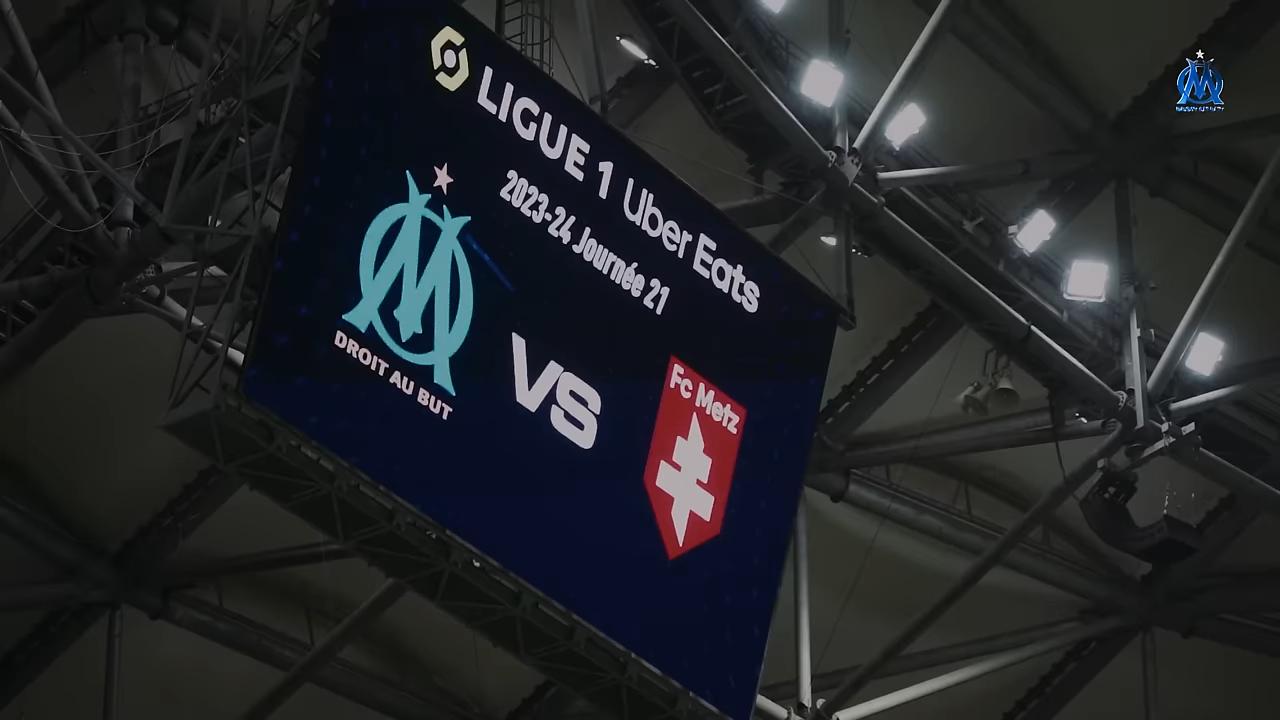 LIGUE 1 Uber Eats
2023-24 Journée 21
DROIT AU BUT
VS
Fc Metz